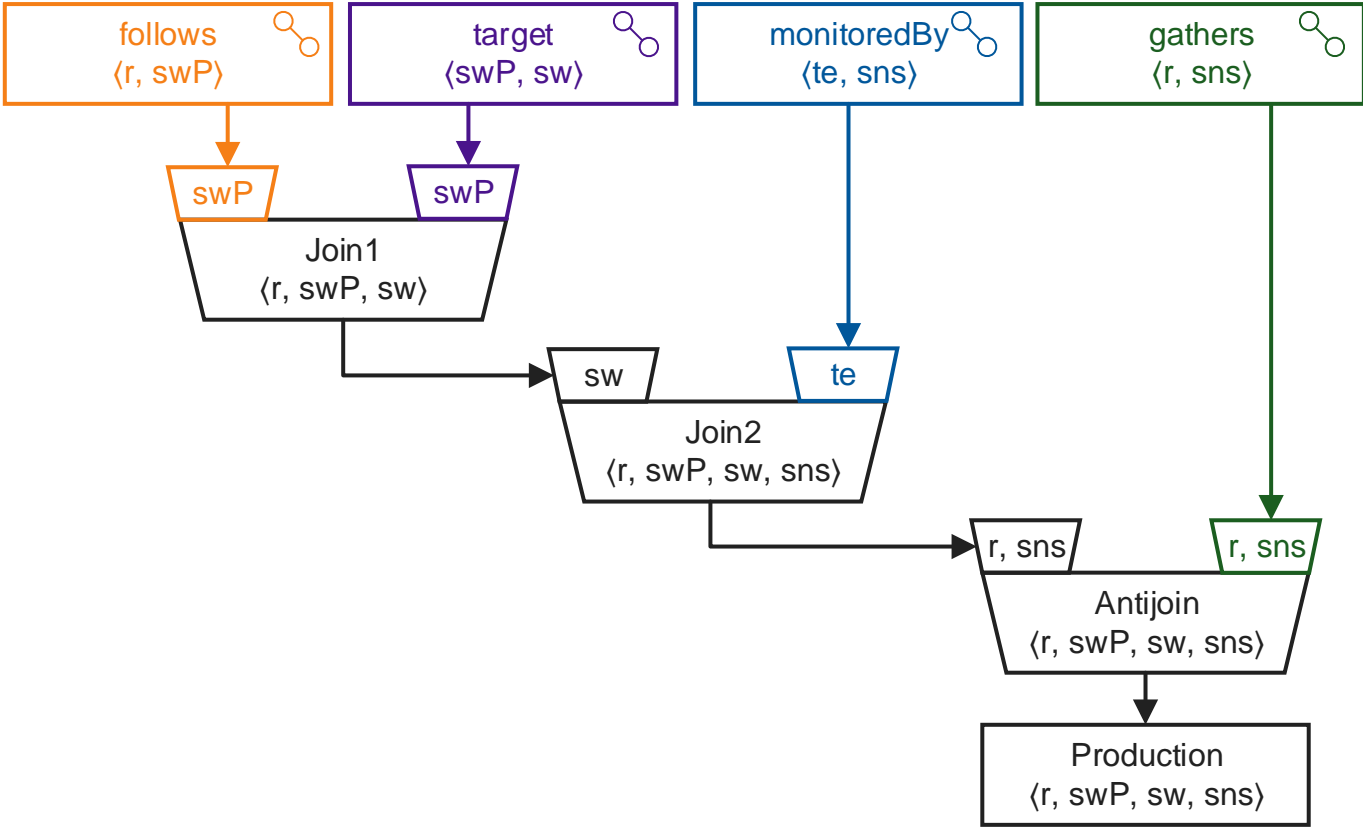 follows
⟨r, swP⟩
target
⟨swP, sw⟩
monitoredBy
⟨te, sns⟩
gathers
⟨r, sns⟩
swP
swP
Join1
⟨r, swP, sw⟩
sw
te
Join2
⟨r, swP, sw, sns⟩
r, sns
r, sns
Antijoin
⟨r, swP, sw, sns⟩
Production
⟨r, swP, sw, sns⟩